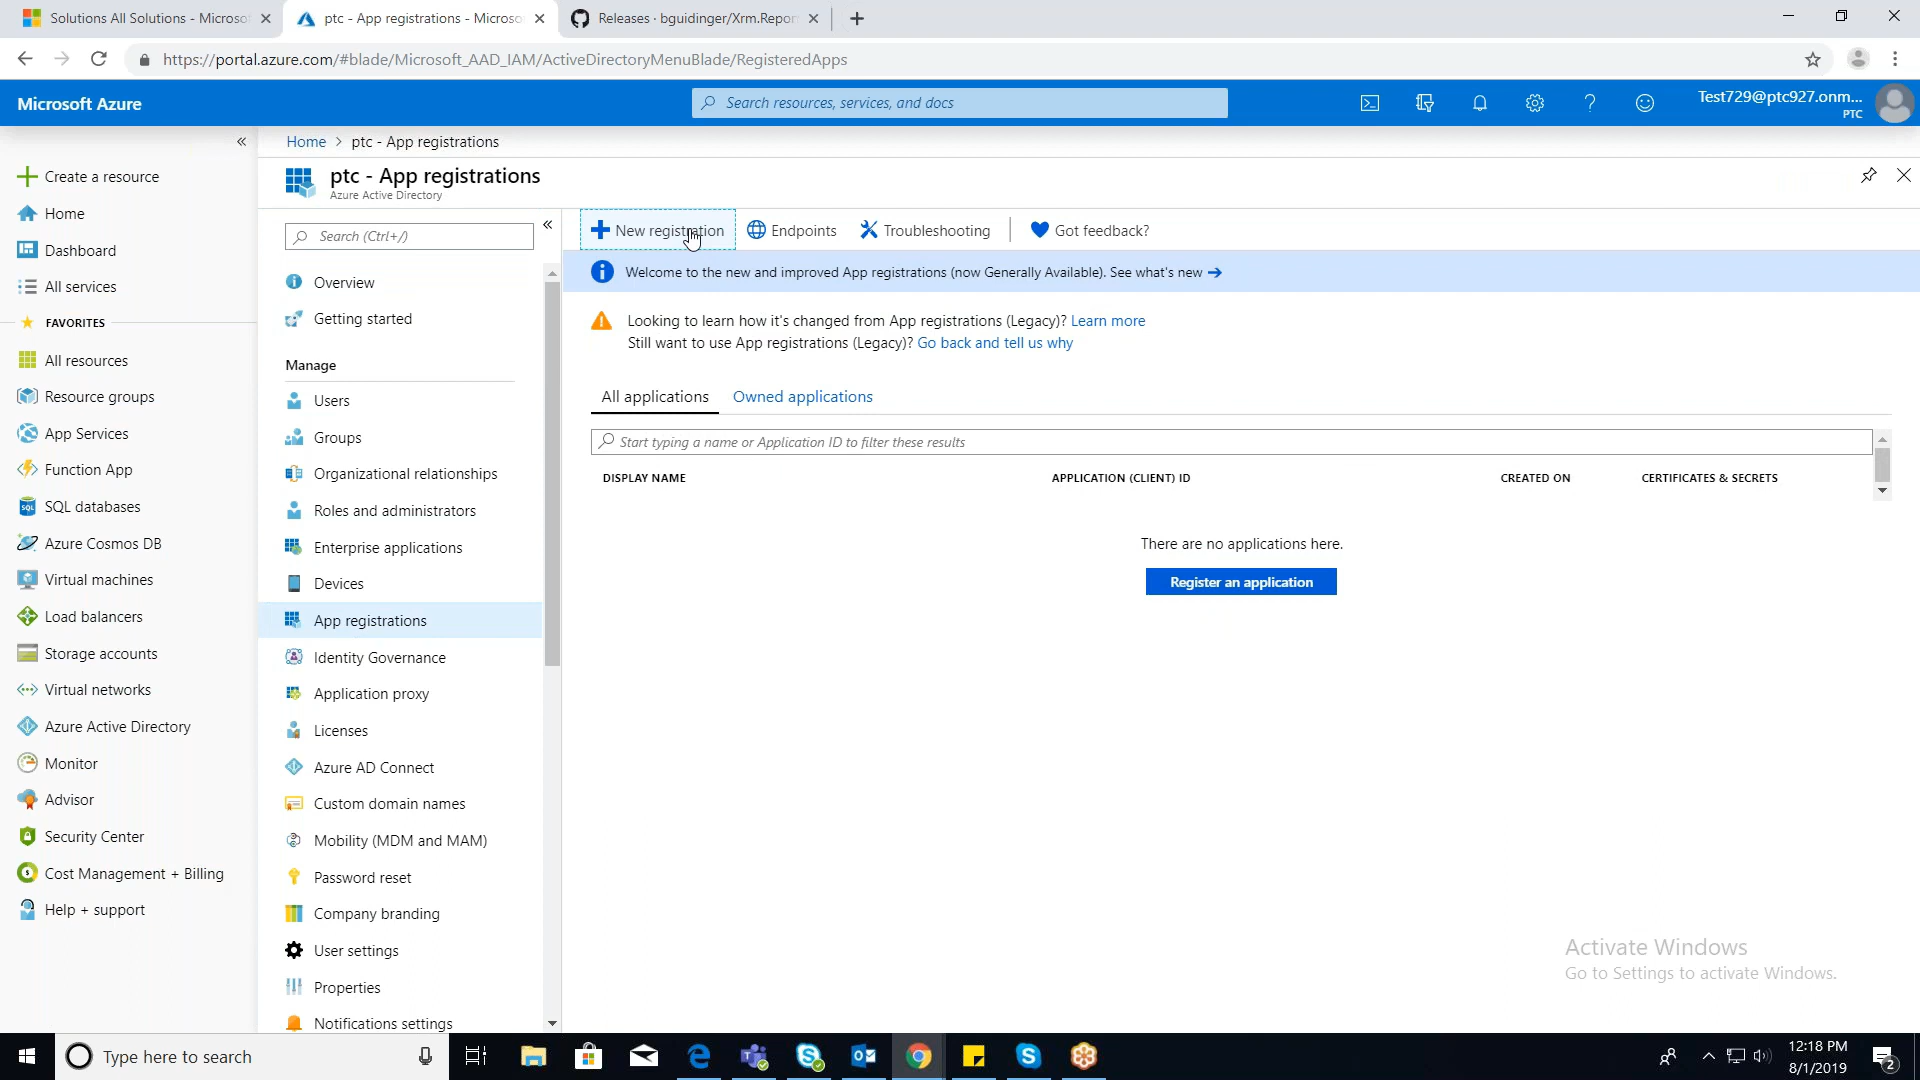 Solutions All Solutions - Microso
ptc - App registrations - Microso
Releases · bguidinger/Xrm.Repor
https://portal.azure.com/#blade/Microsoft_AAD_IAM/ActiveDirectoryMenuBlade/RegisteredApps
Microsoft Azure
Search resources, services, and docs
Test729@ptc927.onm...
PTC
Home > ptc - App registrations
ptc - App registrations
Azure Active Directory
Create a resource
Home
Dashboard
All services
FAVORITES
All resources
Resource groups
App Services
Function App
SQL databases
Azure Cosmos DB
Virtual machines
Load balancers
Storage accounts
Virtual networks
Azure Active Directory
Monitor
Advisor
Security Center
Cost Management + Billing
Help + support
Search (Ctrl+/)
Overview
Getting started
Manage
Users
Groups
Organizational relationships
Roles and administrators
Enterprise applications
Devices
App registrations
Identity Governance
Application proxy
Licenses
Azure AD Connect
Custom domain names
Mobility (MDM and MAM)
Password reset
Company branding
User settings
Properties
Notifications settings
New registration Endpoints Troubleshooting Got feedback?
Welcome to the new and improved App registrations (now Generally Available). See what's new →
Looking to learn how it's changed from App registrations (Legacy)? Learn more
Still want to use App registrations (Legacy)? Go back and tell us why
All applications Owned applications
Start typing a name or Application ID to filter these results
DISPLAY NAME APPLICATION (CLIENT) ID CREATED ON CERTIFICATES & SECRETS
There are no applications here.
Register an application
Activate Windows
Go to Settings to activate Windows.
Type here to search
12:18 PM
8/1/2019
2